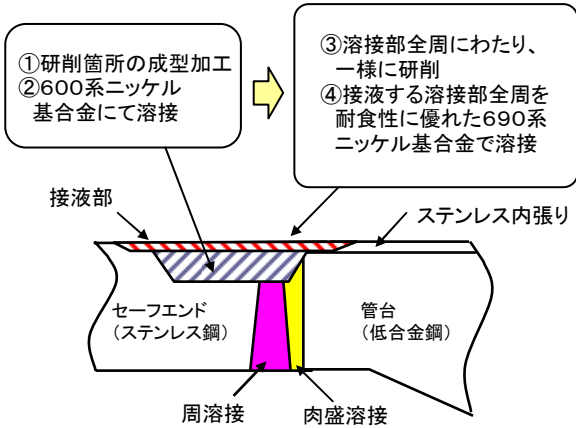 ①研削箇所の成型加工
②600系ニッケル
基合金にて溶接
③溶接部全周にわたり、
一様に研削
④接液する溶接部全周を
耐食性に優れた690系
ニッケル基合金で溶接
接液部
ステンレス内張り
セーフエンド
（ステンレス鋼）
管台
（低合金鋼）
周溶接
肉盛溶接